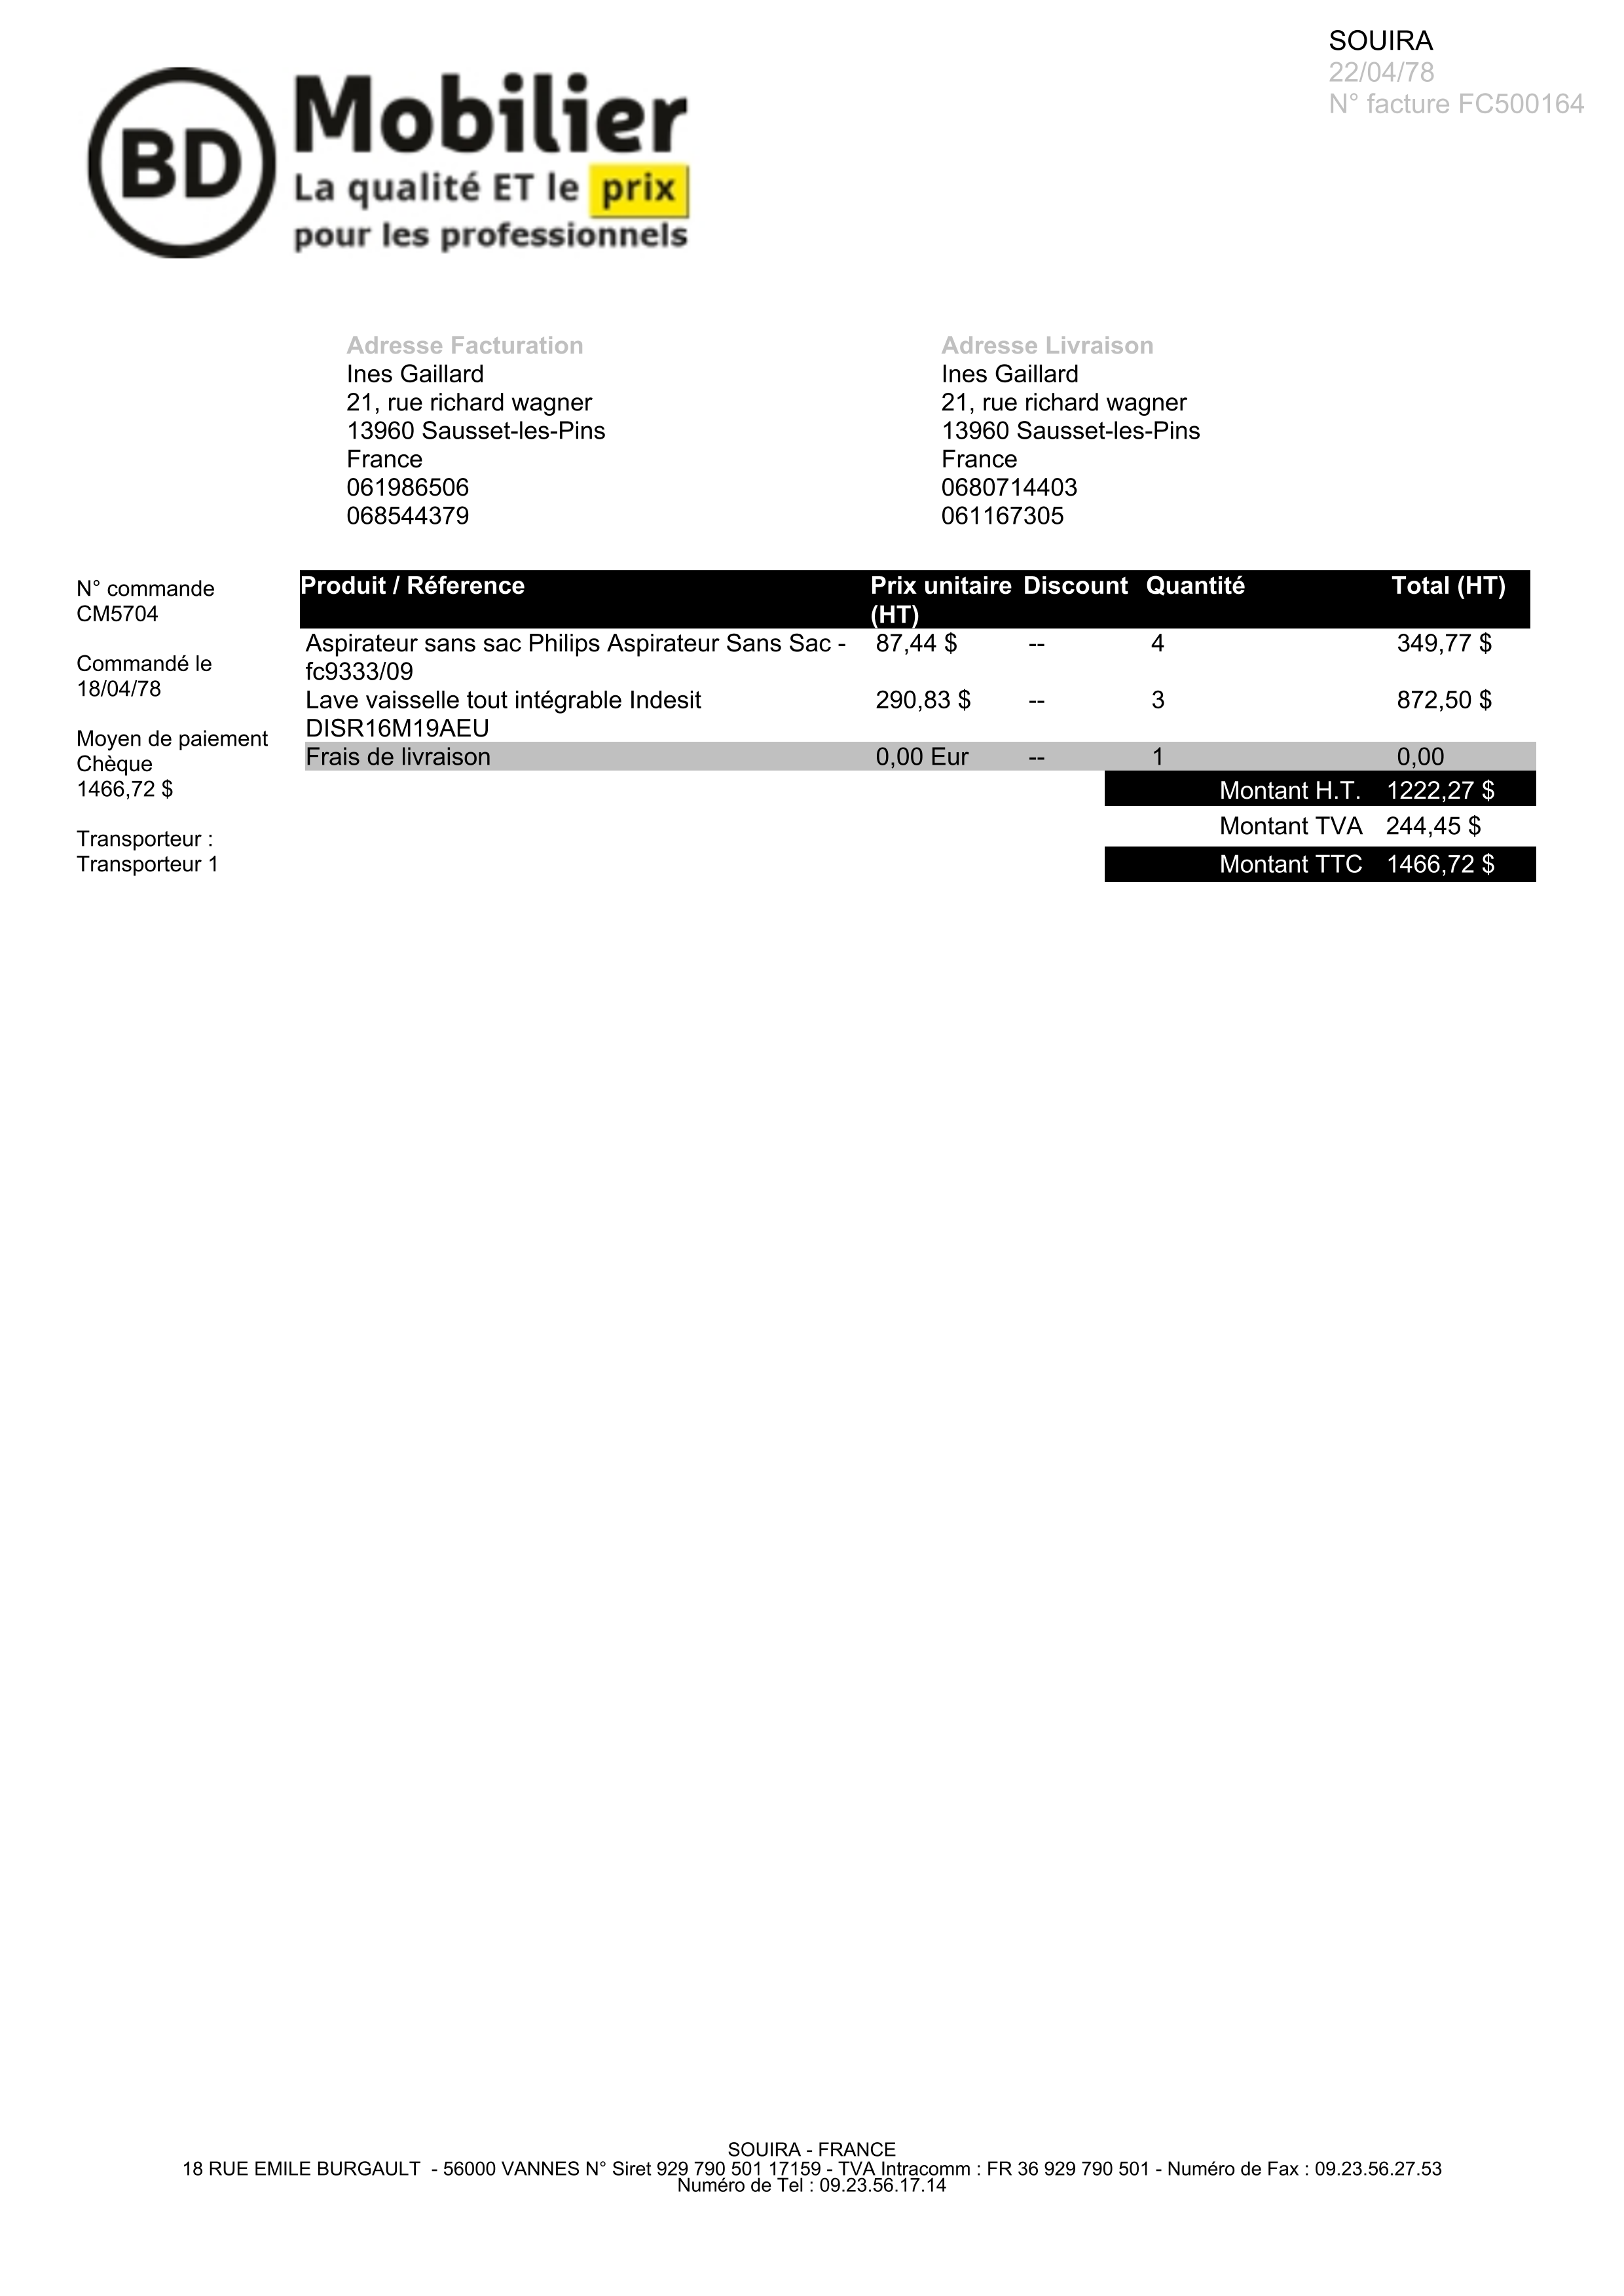 SOUIRA
22/04/78
N° facture FC500164
BD
Mobilier
La qualité ET le prix
pour les professionnels
Adresse Facturation
Ines Gaillard
21, rue richard wagner
13960 Sausset-les-Pins
France
061986506
068544379
Adresse Livraison
Ines Gaillard
21, rue richard wagner
13960 Sausset-les-Pins
France
0680714403
061167305
N° commande
CM5704
Commandé le
18/04/78
Moyen de paiement
Chèque
1466,72 $
Transporteur :
Transporteur 1
Produit / Réference Prix unitaire Discount Quantité Total (HT)
(HT)
Aspirateur sans sac Philips Aspirateur Sans Sac - 87,44 $ -- 4 349,77 $
fc9333/09
Lave vaisselle tout intégrable Indesit 290,83 $ -- 3 872,50 $
DISR16M19AEU
Frais de livraison 0,00 Eur -- 1 0,00
Montant H.T. 1222,27 $
Montant TVA 244,45 $
Montant TTC 1466,72 $
SOUIRA - FRANCE
18 RUE EMILE BURGAULT - 56000 VANNES N° Siret 929 790 501 17159 - TVA Intracomm : FR 36 929 790 501 - Numéro de Fax : 09.23.56.27.53
Numéro de Tel : 09.23.56.17.14